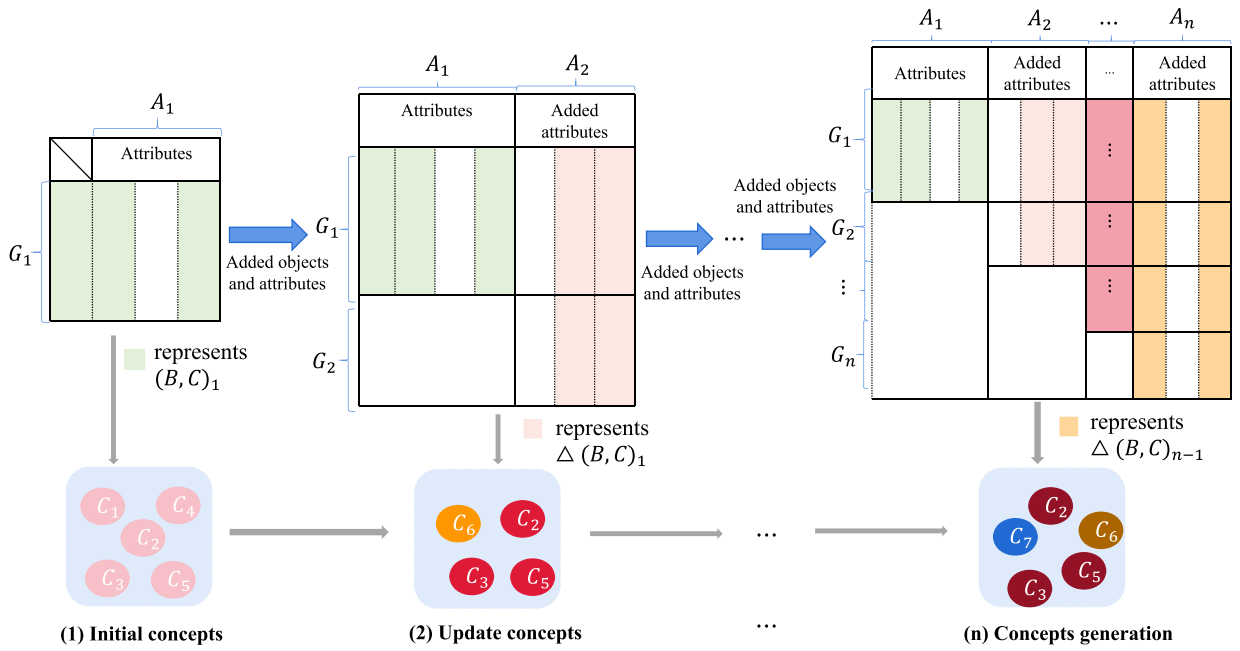 A₁
Attributes
G₁
Added objects
and attributes
represents
(B, C)₁
A₁
A₂
Attributes
Added
attributes
G₁
G₂
represents
△ (B, C)₁
Added objects
and attributes
...
Added objects
and attributes
A₁
A₂
...
Aₙ
Attributes
Added
attributes
...
Added
attributes
G₁
G₂
⋮
Gₙ
⋮
⋮
⋮
represents
△ (B, C)ₙ₋₁
C₁
C₄
C₂
C₃
C₅
C₆
C₂
C₃
C₅
...
C₂
C₇
C₆
C₅
C₃
(1) Initial concepts
(2) Update concepts
...
(n) Concepts generation